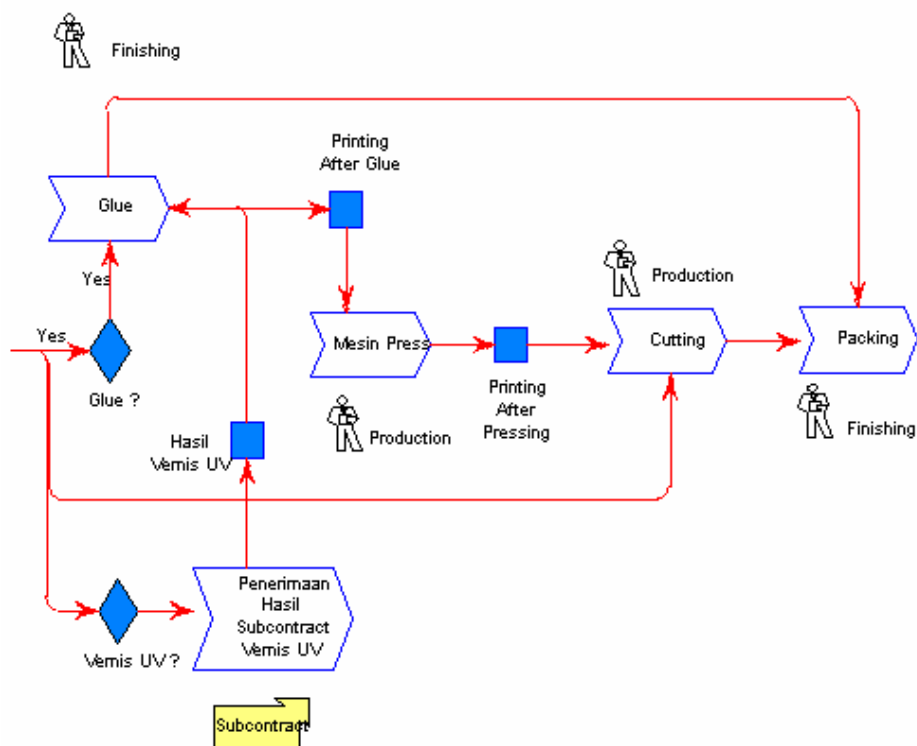 Finishing
Printing
After Glue
Glue
Yes
Production
Yes
Mesin Press
Cutting
Packing
Glue ?
Printing
After
Pressing
Hasil
Vernis UV
Production
Finishing
Penerimaan
Hasil
Subcontract
Vernis UV
Vernis UV ?
Subcontract